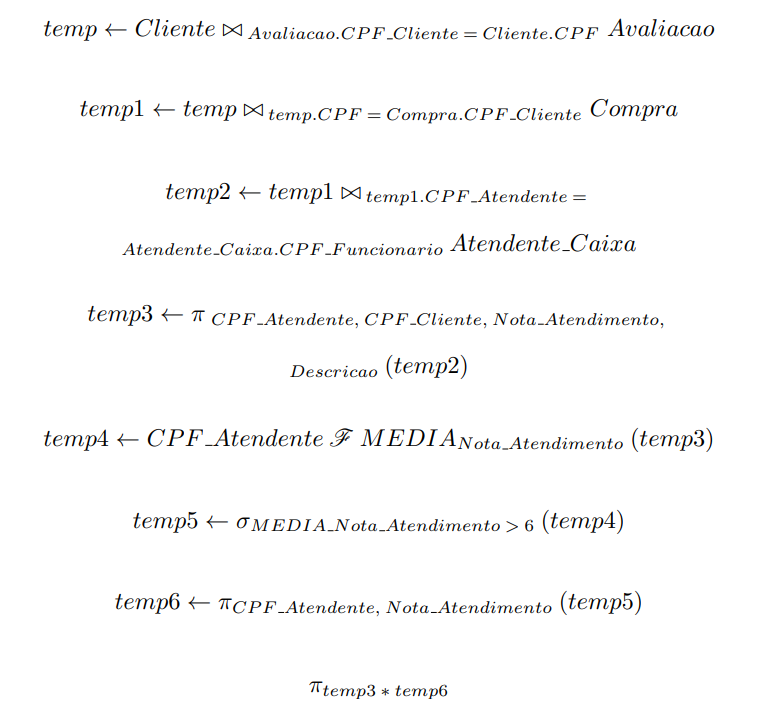 temp ← Cliente ⋈ Avaliacao.CPF_Cliente = Cliente.CPF Avaliacao
temp1 ← temp ⋈ temp.CPF = Compra.CPF_Cliente Compra
temp2 ← temp1 ⋈ temp1.CPF_Atendente =
Atendente_Caixa.CPF_Funcionario Atendente_Caixa
temp3 ← π CPF_Atendente, CPF_Cliente, Nota_Atendimento,
Descricao (temp2)
temp4 ← CPF_Atendente ℱ MEDIA Nota_Atendimento (temp3)
temp5 ← σ MEDIA_Nota_Atendimento > 6 (temp4)
temp6 ← π CPF_Atendente, Nota_Atendimento (temp5)
π temp3 * temp6